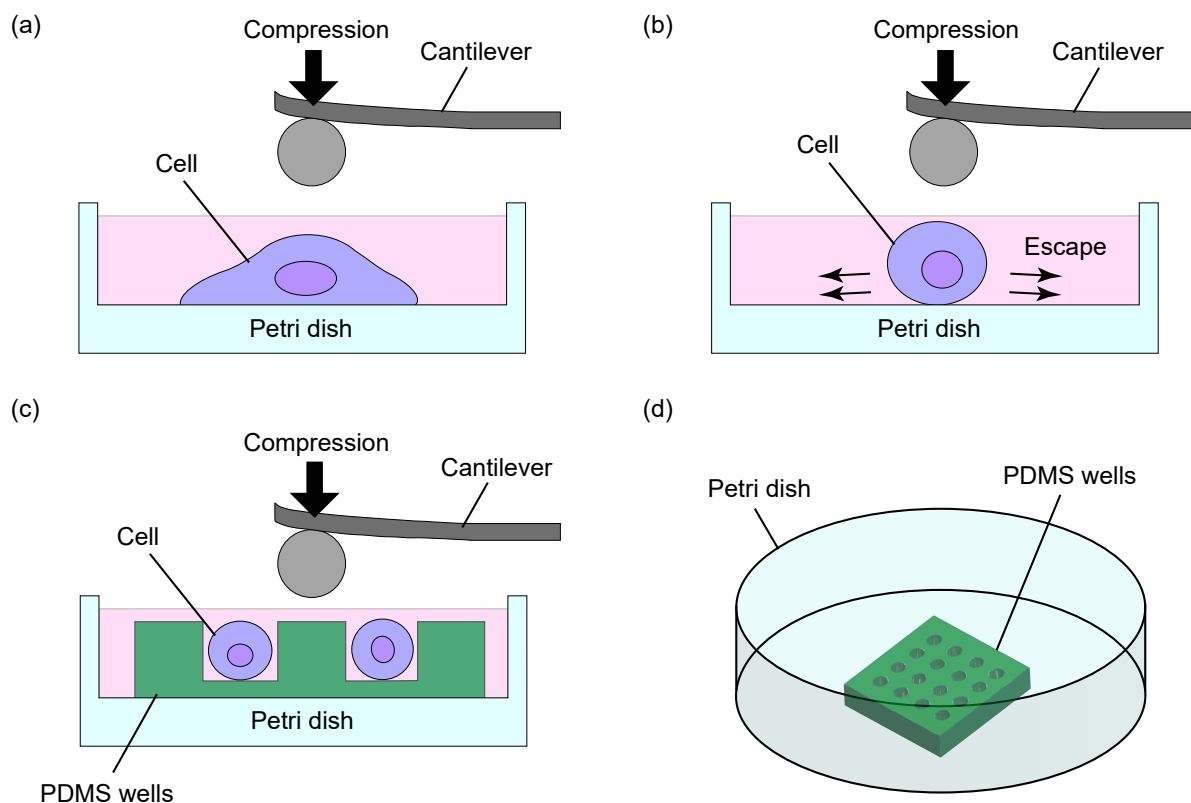 (a)
Compression
Cantilever
Cell
Petri dish
(b)
Compression
Cantilever
Cell
Escape
Petri dish
(c)
Compression
Cantilever
Cell
Petri dish
PDMS wells
(d)
PDMS wells
Petri dish